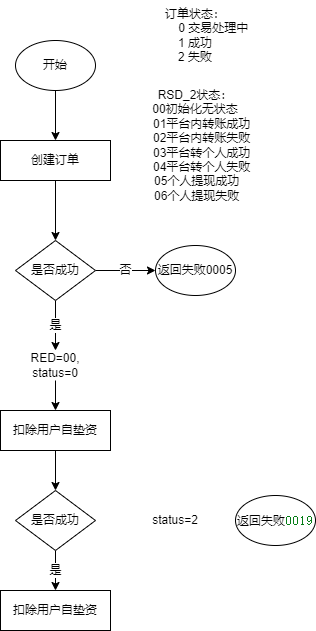 订单状态:
0 交易处理中
1 成功
2 失败
开始
RSD_2状态:
00初始化无状态
01平台内转账成功
02平台内转账失败
03平台转个人成功
04平台转个人失败
05个人提现成功
06个人提现失败
创建订单
是否成功
否
返回失败0005
是
RED=00,
status=0
扣除用户自垫资
是否成功
status=2
返回失败0019
是
扣除用户自垫资